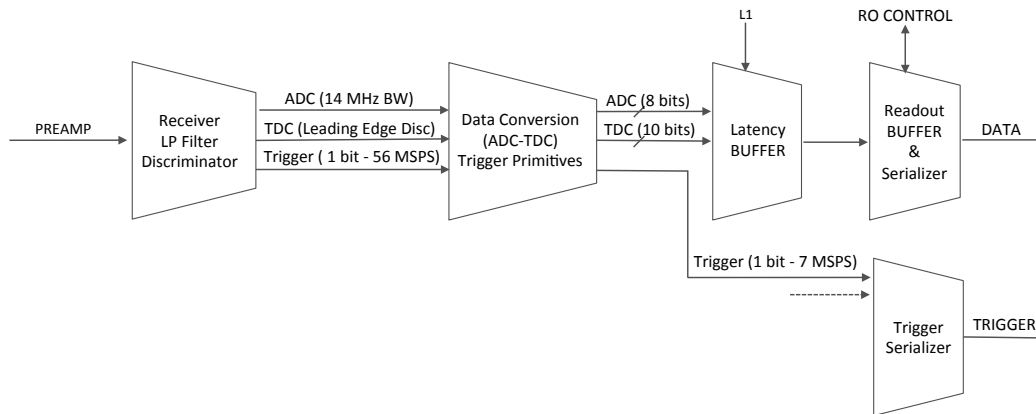 L1
RO CONTROL
PREAMP
Receiver
LP Filter
Discriminator
ADC (14 MHz BW)
TDC (Leading Edge Disc)
Trigger ( 1 bit - 56 MSPS)
Data Conversion
(ADC-TDC)
Trigger Primitives
ADC (8 bits)
TDC (10 bits)
Latency
BUFFER
Readout
BUFFER
&
Serializer
DATA
Trigger (1 bit - 7 MSPS)
Trigger
Serializer
TRIGGER